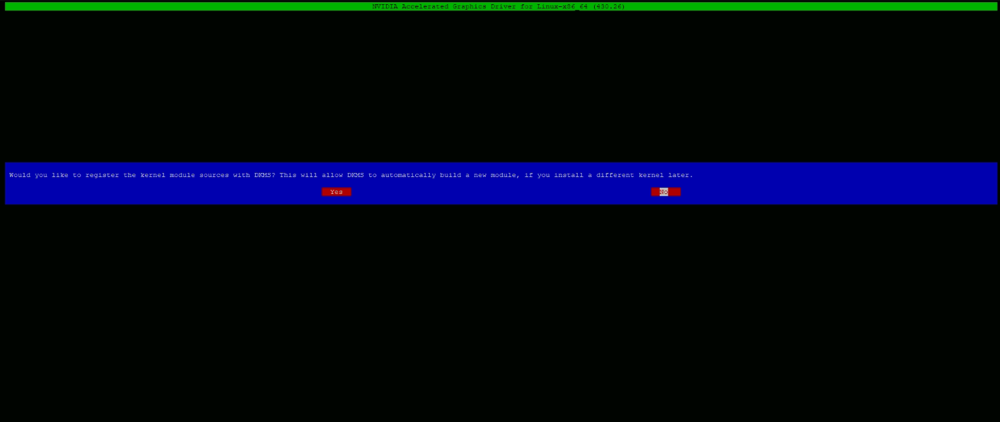 NVIDIA Accelerated Graphics Driver for Linux-x86_64 (430.26)
Would you like to register the kernel module sources with DKMS? This will allow DKMS to automatically build a new module, if you install a different kernel later.
Yes No